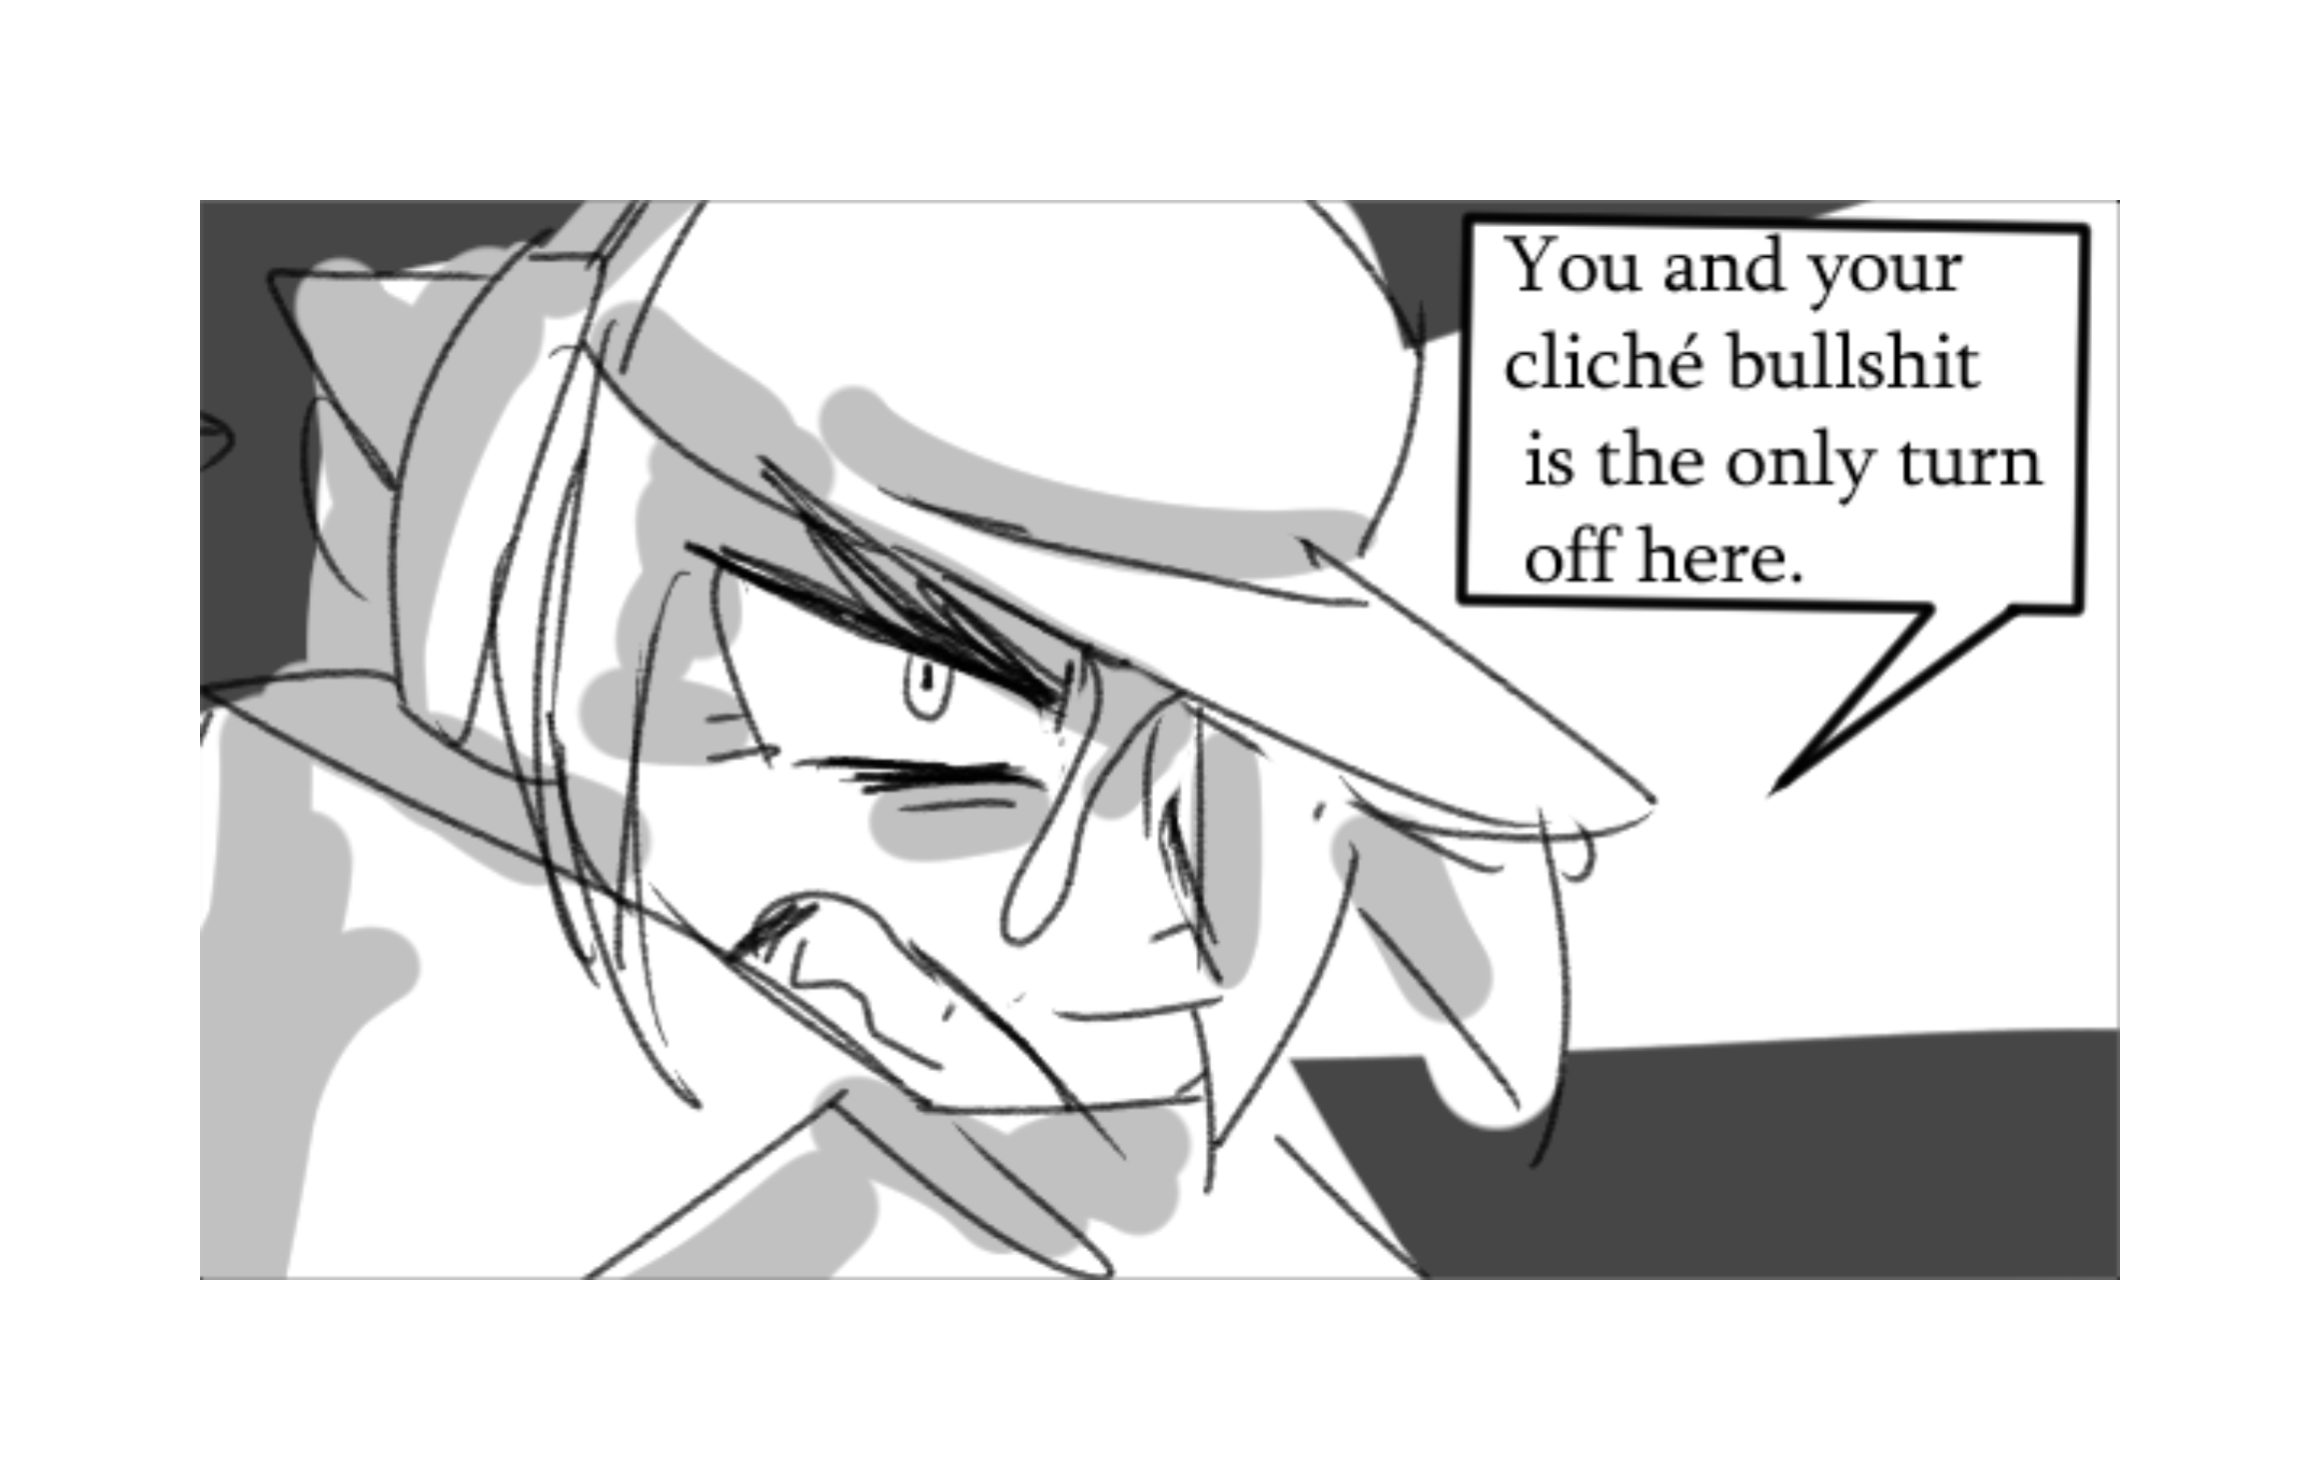 You and your
cliché bullshit
is the only turn
off here.